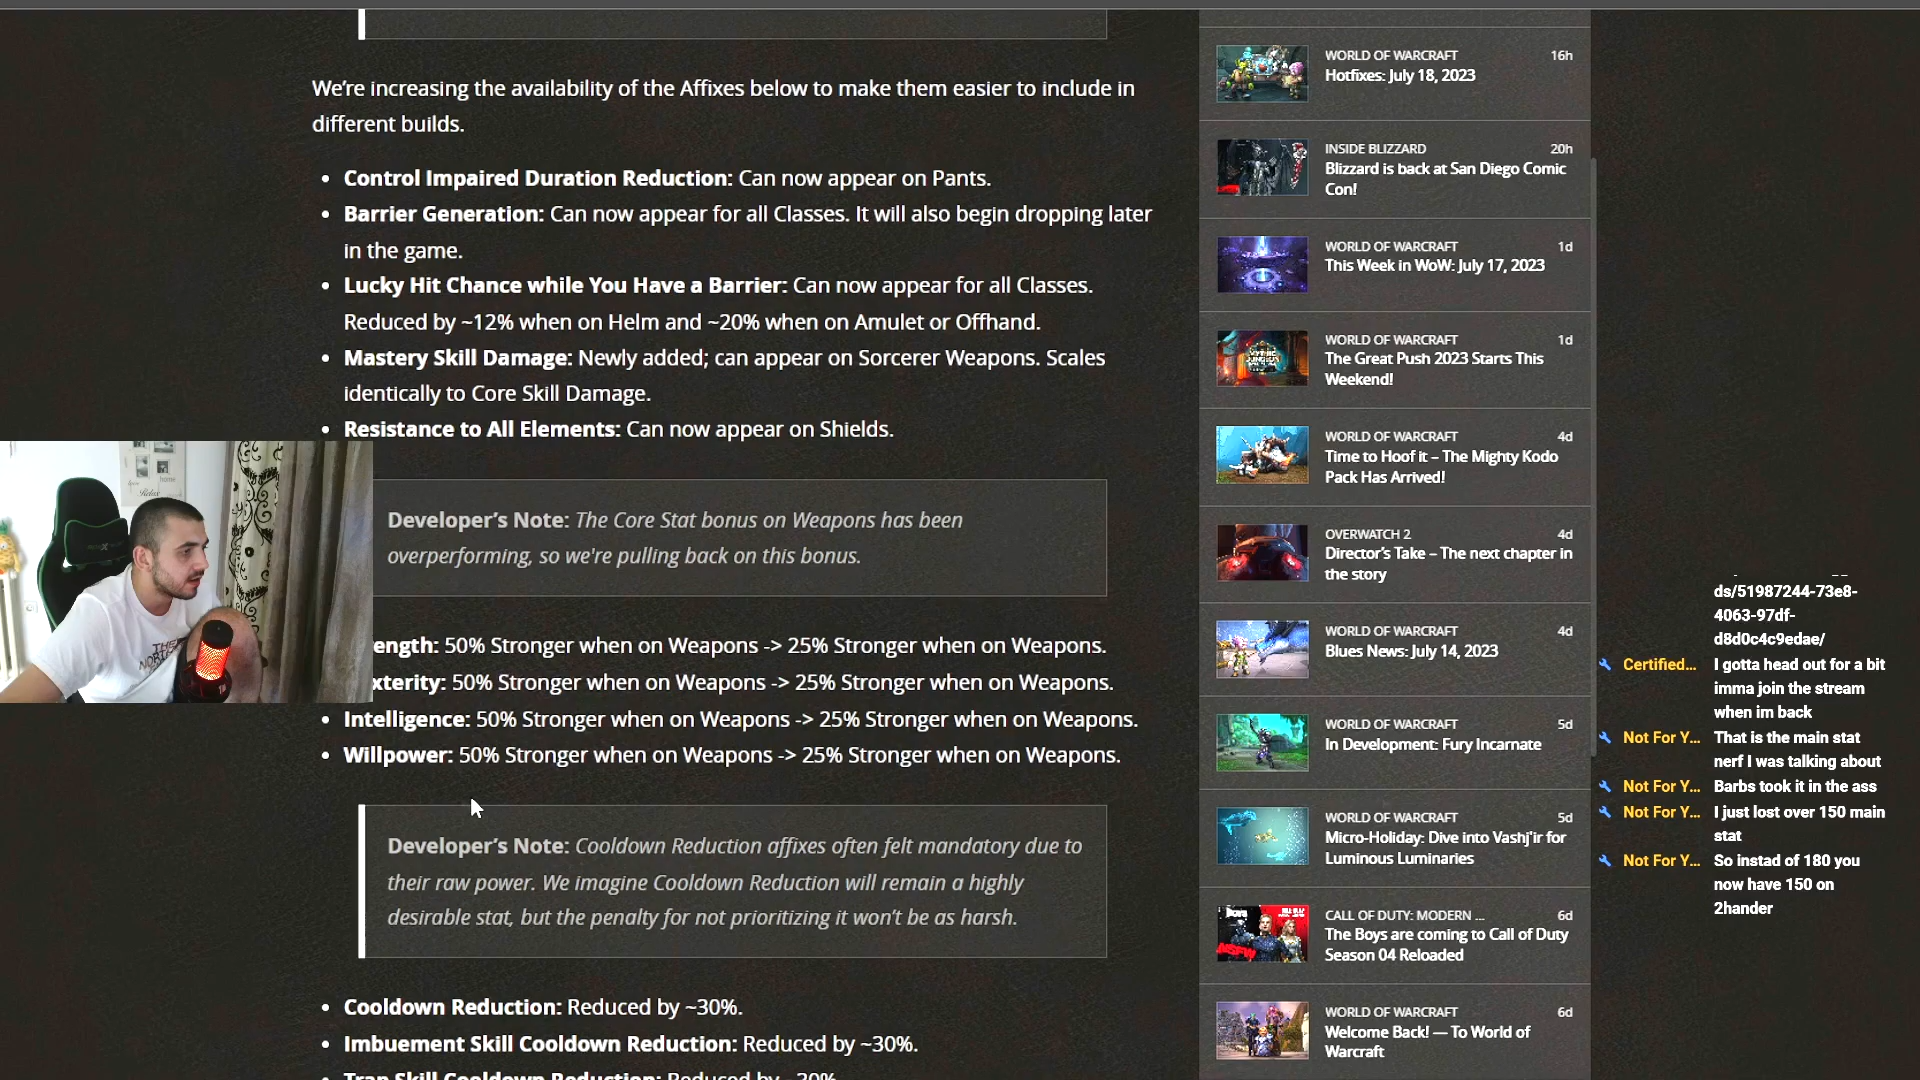 We're increasing the availability of the Affixes below to make them easier to include in
different builds.
• Control Impaired Duration Reduction: Can now appear on Pants.
• Barrier Generation: Can now appear for all Classes. It will also begin dropping later
in the game.
• Lucky Hit Chance while You Have a Barrier: Can now appear for all Classes.
Reduced by ~12% when on Helm and ~20% when on Amulet or Offhand.
• Mastery Skill Damage: Newly added; can appear on Sorcerer Weapons. Scales
identically to Core Skill Damage.
• Resistance to All Elements: Can now appear on Shields.
Developer's Note: The Core Stat bonus on Weapons has been
overperforming, so we're pulling back on this bonus.
ength: 50% Stronger when on Weapons -> 25% Stronger when on Weapons.
xterity: 50% Stronger when on Weapons -> 25% Stronger when on Weapons.
• Intelligence: 50% Stronger when on Weapons -> 25% Stronger when on Weapons.
• Willpower: 50% Stronger when on Weapons -> 25% Stronger when on Weapons.
Developer's Note: Cooldown Reduction affixes often felt mandatory due to
their raw power. We imagine Cooldown Reduction will remain a highly
desirable stat, but the penalty for not prioritizing it won't be as harsh.
• Cooldown Reduction: Reduced by ~30%.
• Imbuement Skill Cooldown Reduction: Reduced by ~30%.
Trap Skill Cooldown Reduction: Reduced by ~30%
WORLD OF WARCRAFT 16h
Hotfixes: July 18, 2023
INSIDE BLIZZARD 20h
Blizzard is back at San Diego Comic
Con!
WORLD OF WARCRAFT 1d
This Week in WoW: July 17, 2023
WORLD OF WARCRAFT 1d
The Great Push 2023 Starts This
Weekend!
WORLD OF WARCRAFT 4d
Time to Hoof it – The Mighty Kodo
Pack Has Arrived!
OVERWATCH 2 4d
Director's Take – The next chapter in
the story
WORLD OF WARCRAFT 4d
Blues News: July 14, 2023
WORLD OF WARCRAFT 5d
In Development: Fury Incarnate
WORLD OF WARCRAFT 5d
Micro-Holiday: Dive into Vashj'ir for
Luminous Luminaries
CALL OF DUTY: MODERN ... 6d
The Boys are coming to Call of Duty
Season 04 Reloaded
WORLD OF WARCRAFT 6d
Welcome Back! — To World of
Warcraft
ds/51987244-73e8-
4063-97df-
d8d0c4c9edae/
Certified... I gotta head out for a bit
imma join the stream
when im back
Not For Y... That is the main stat
nerf I was talking about
Not For Y... Barbs took it in the ass
Not For Y... I just lost over 150 main
stat
Not For Y... So instad of 180 you
now have 150 on
2hander
home
Relax
THE
NORT